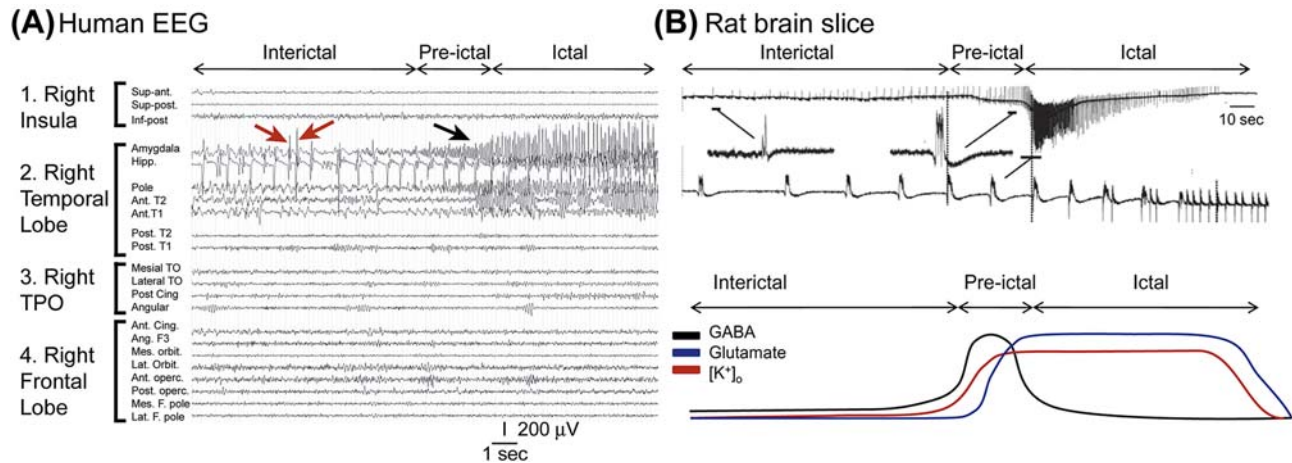 (A) Human EEG
Interictal
Pre-ictal
Ictal
1. Right
Insula
Sup-ant.
Sup-post.
Inf-post
2. Right
Temporal
Lobe
Amygdala
Hipp.
Pole
Ant. T2
Ant.T1
Post. T2
Post. T1
3. Right
TPO
Mesial TO
Lateral TO
Post Cing
Angular
4. Right
Frontal
Lobe
Ant. Cing.
Ang. F3
Mes. orbit.
Lat. Orbit.
Ant. operc.
Post. operc.
Mes. F. pole
Lat. F. pole
200 µV
1 sec
(B) Rat brain slice
Interictal
Pre-ictal
Ictal
10 sec
Interictal
Pre-ictal
Ictal
GABA
Glutamate
[K⁺]ₒ